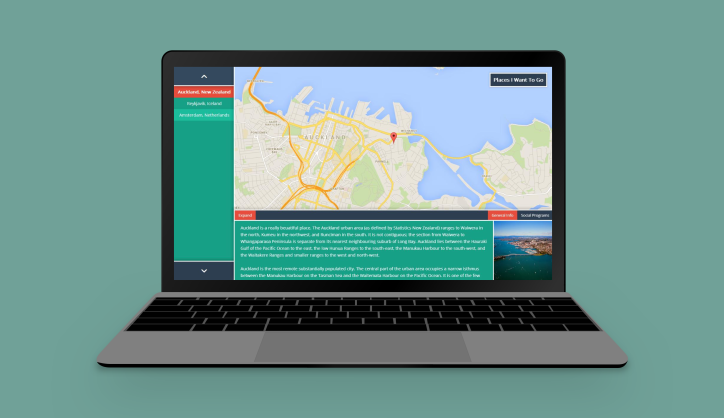 Places I Want To Go
Auckland, New Zealand
Reykjavik, Iceland
Amsterdam, Netherlands
AUCKLAND
Expand
General Info
Social Programs
Auckland is a really beautiful place. The Auckland urban area (as defined by Statistics New Zealand) ranges to Waiwera in
the north, Kumeu in the northwest, and Runciman in the south. It is not contiguous; the section from Waiwera to
Whangaparaoa Peninsula is separate from its nearest neighbouring suburb of Long Bay. Auckland lies between the Hauraki
Gulf of the Pacific Ocean to the east, the low Hunua Ranges to the south-east, the Manukau Harbour to the south-west, and
the Waitakere Ranges and smaller ranges to the west and north-west.
Auckland is the most remote substantially populated city. The central part of the urban area occupies a narrow isthmus
between the Manukau Harbour on the Tasman Sea and the Waitemata Harbour on the Pacific Ocean. It is one of the few